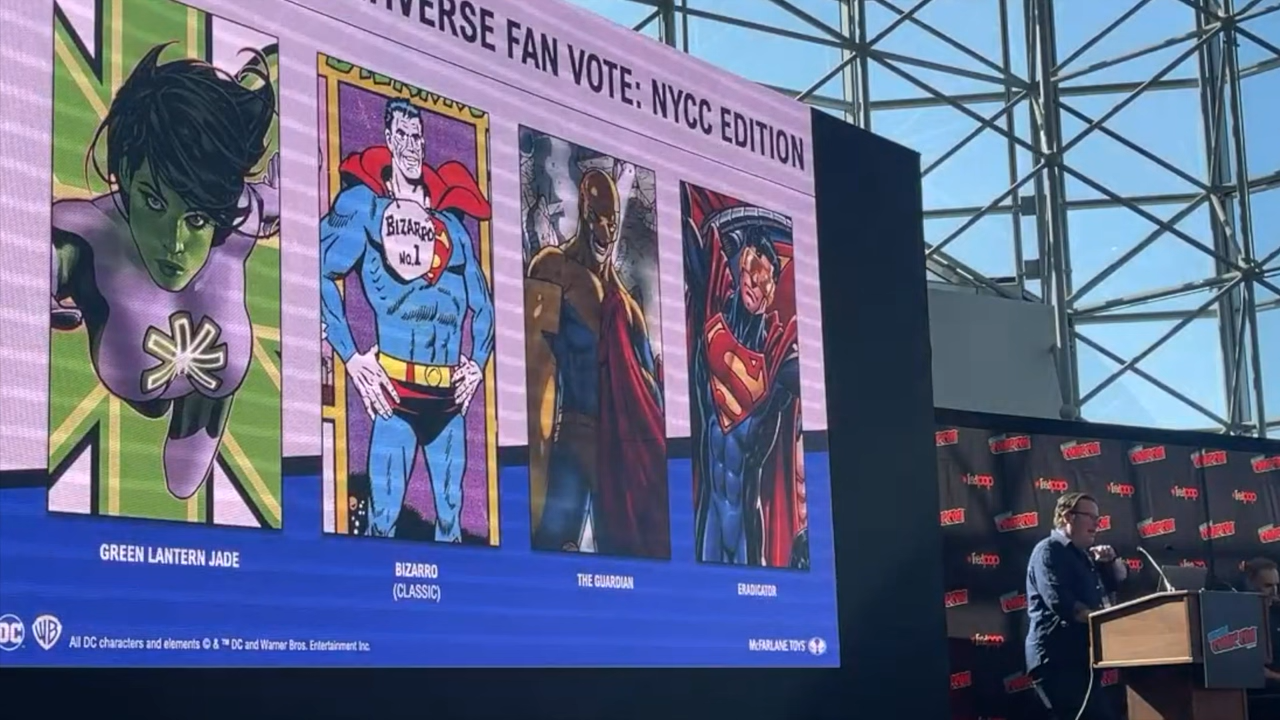 IVERSE FAN VOTE: NYCC EDITION
BIZARRO
NO.1
GREEN LANTERN JADE
BIZARRO
(CLASSIC)
THE GUARDIAN
ERADICATOR
DC
WB
All DC characters and elements © & ™ DC and Warner Bros. Entertainment Inc.
McFARLANE TOYS